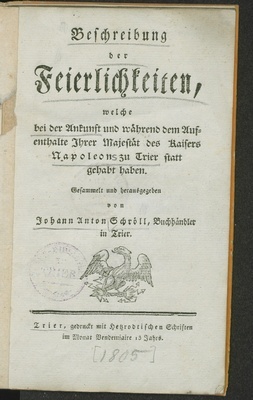 Beschreibung
der
Feierlichkeiten,
welche
bei der Ankunft und während dem Auf-
enthalte Ihrer Majestät des Kaisers
Napoleons zu Trier statt
gehabt haben.
Gesammelt und herausgegeben
von
Johann Anton Schröll, Buchhändler
in Trier.
Trier, gedruckt mit Hetzrodtischen Schriften
im Monat Vendemiaire 13 Jahrs.
[1805]